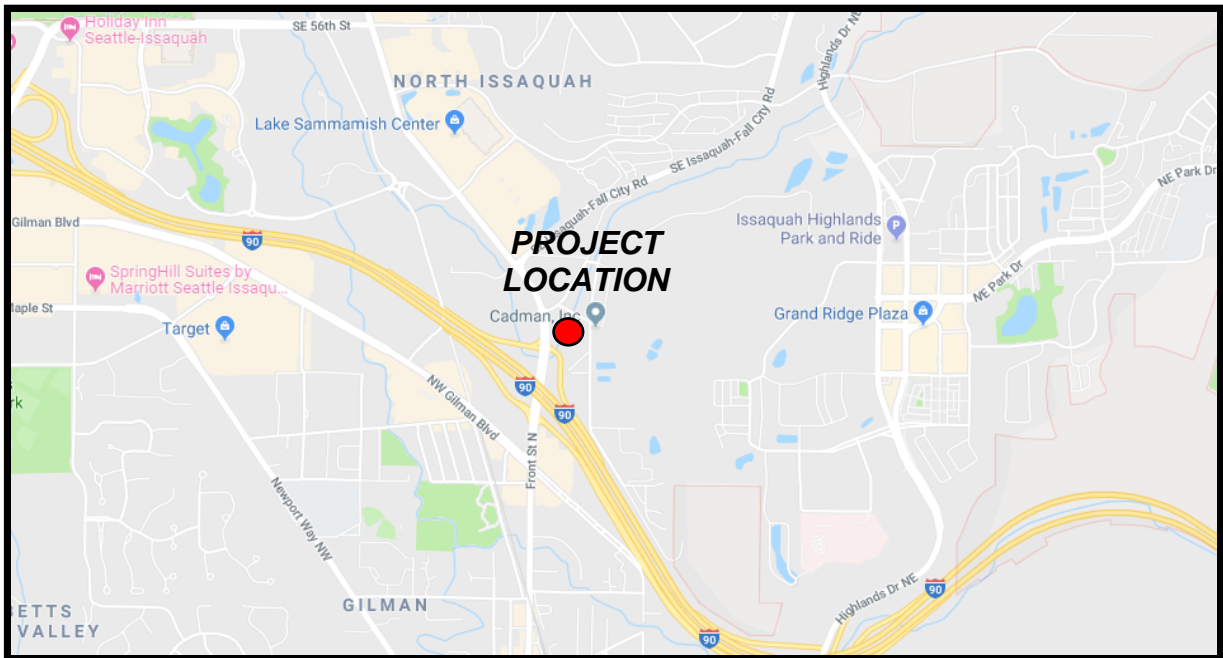 Holiday Inn
Seattle-Issaquah
SE 56th St
Highlands Dr NE
NORTH ISSAQUAH
Lake Sammamish Center
SE Issaquah-Fall City Rd
Issaquah-Fall City Rd
NE Park Dr
Gilman Blvd
90
Issaquah Highlands
Park and Ride
P
PROJECT
LOCATION
SpringHill Suites by
Marriott Seattle Issaqu...
NE Park Dr
Maple St
Target
Cadman, Inc
Grand Ridge Plaza
90
NW Gilman Blvd
90
rk
Front St N
Newport Way NW
Highlands Dr NE
90
GILMAN
ETTS
VALLEY
90